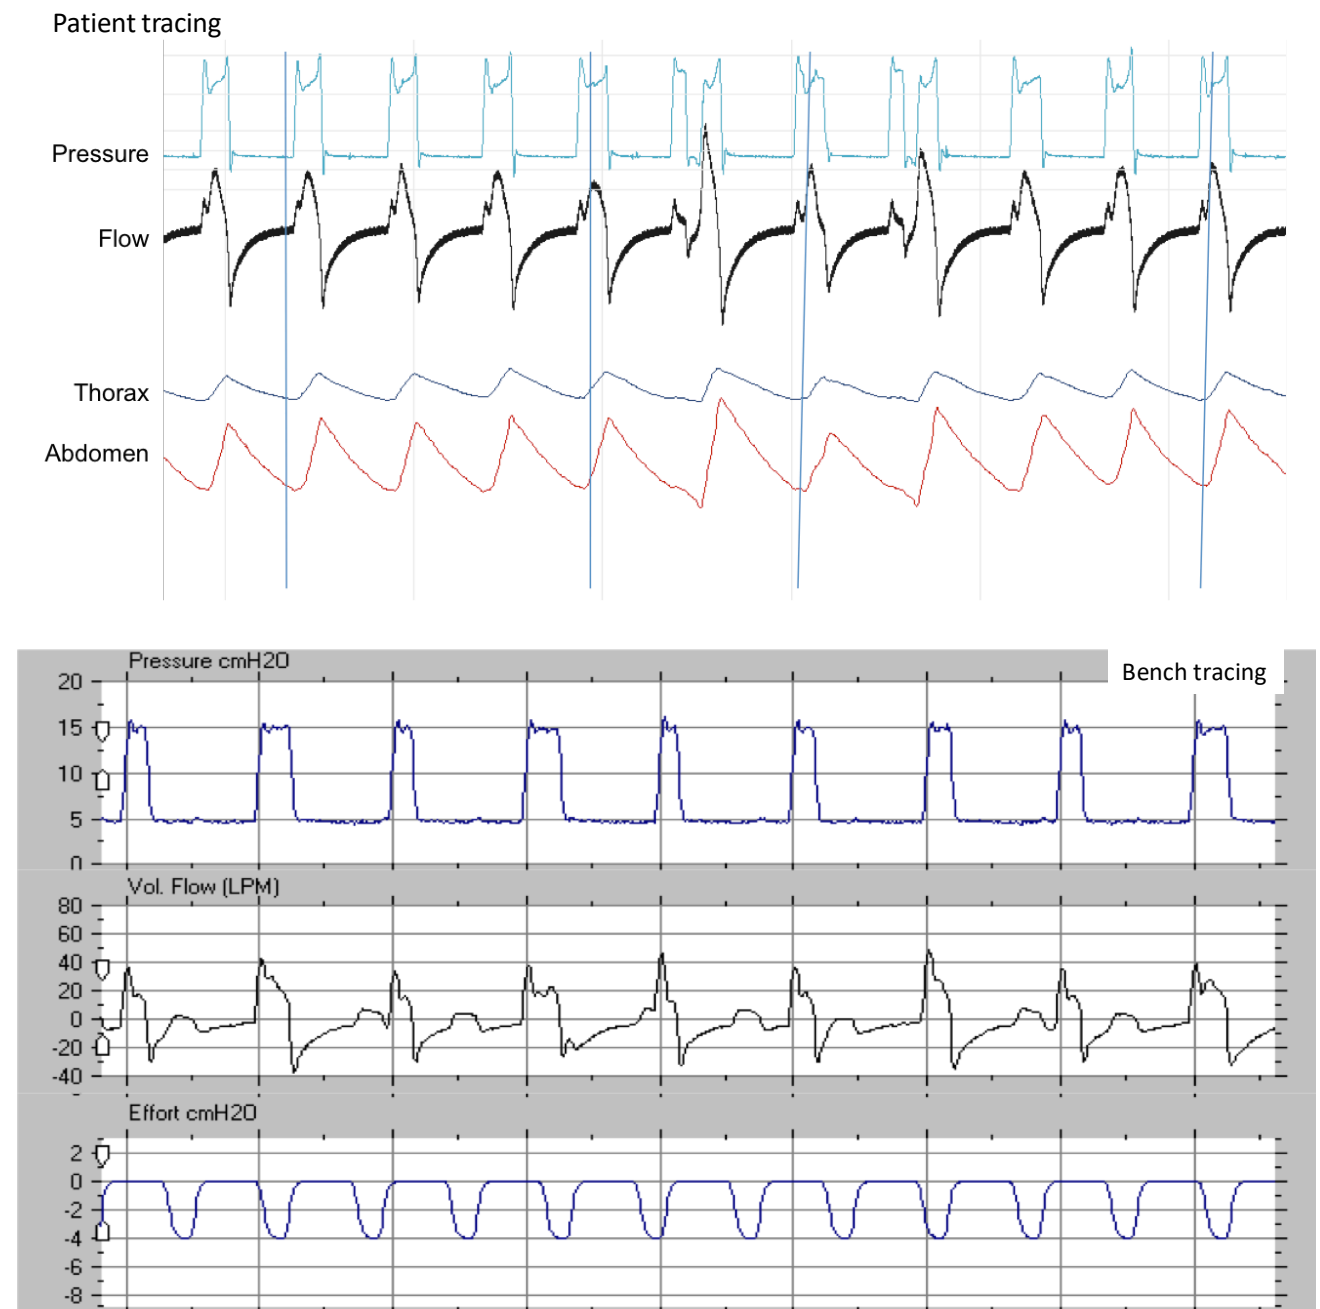 Patient tracing
Pressure
Flow
Thorax
Abdomen
Pressure cmH2O
Bench tracing
20
15
10
5
0
Vol. Flow (LPM)
80
60
40
20
0
-20
-40
Effort cmH2O
2
0
-2
-4
-6
-8